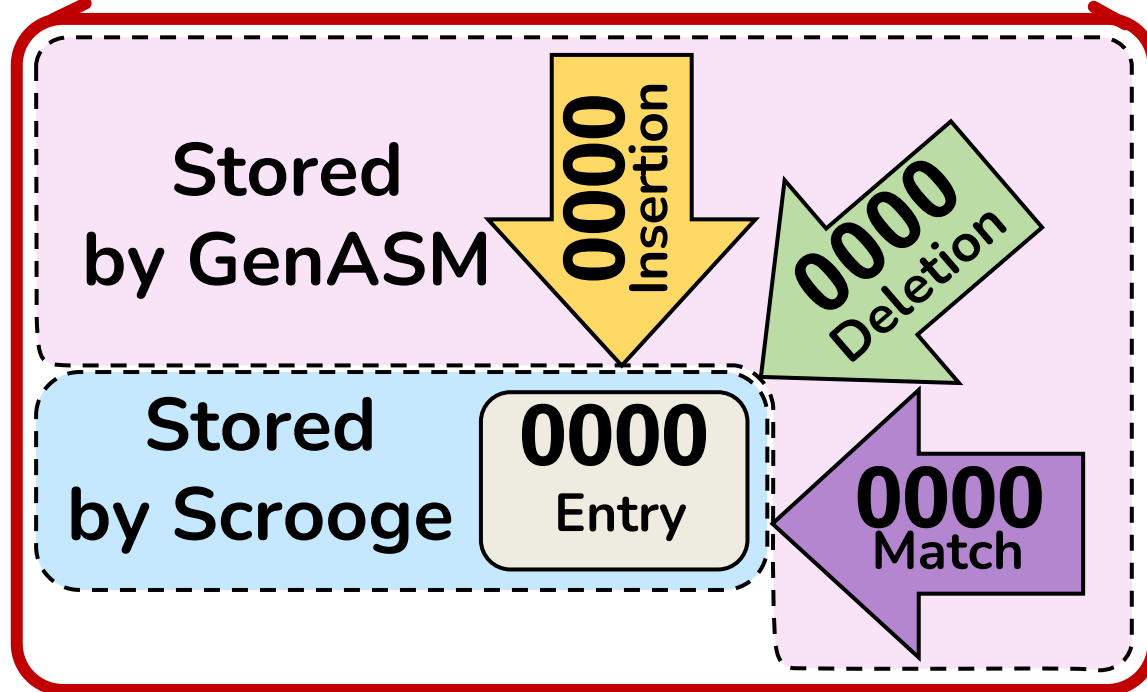 Stored
by GenASM
0000
Insertion
0000
Deletion
Stored
by Scrooge
0000
Entry
0000
Match